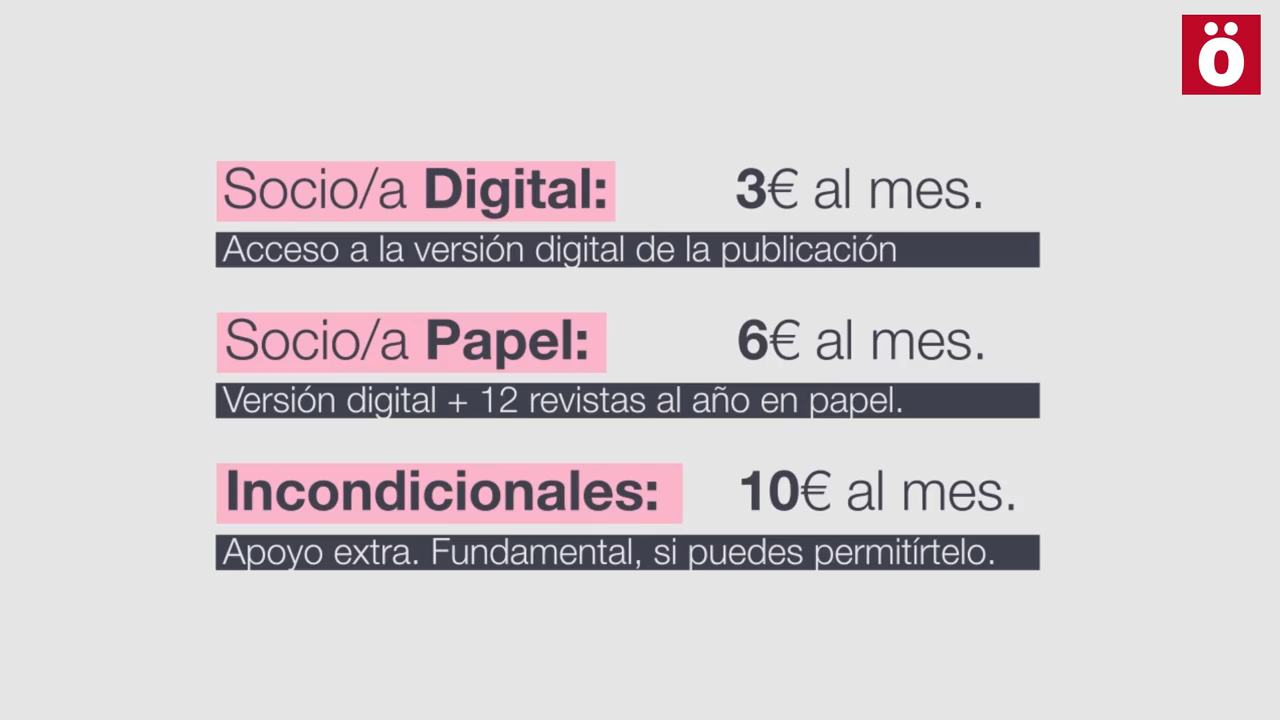 ö
Socio/a Digital: 3€ al mes.
Acceso a la versión digital de la publicación
Socio/a Papel: 6€ al mes.
Versión digital + 12 revistas al año en papel.
Incondicionales: 10€ al mes.
Apoyo extra. Fundamental, si puedes permitírtelo.